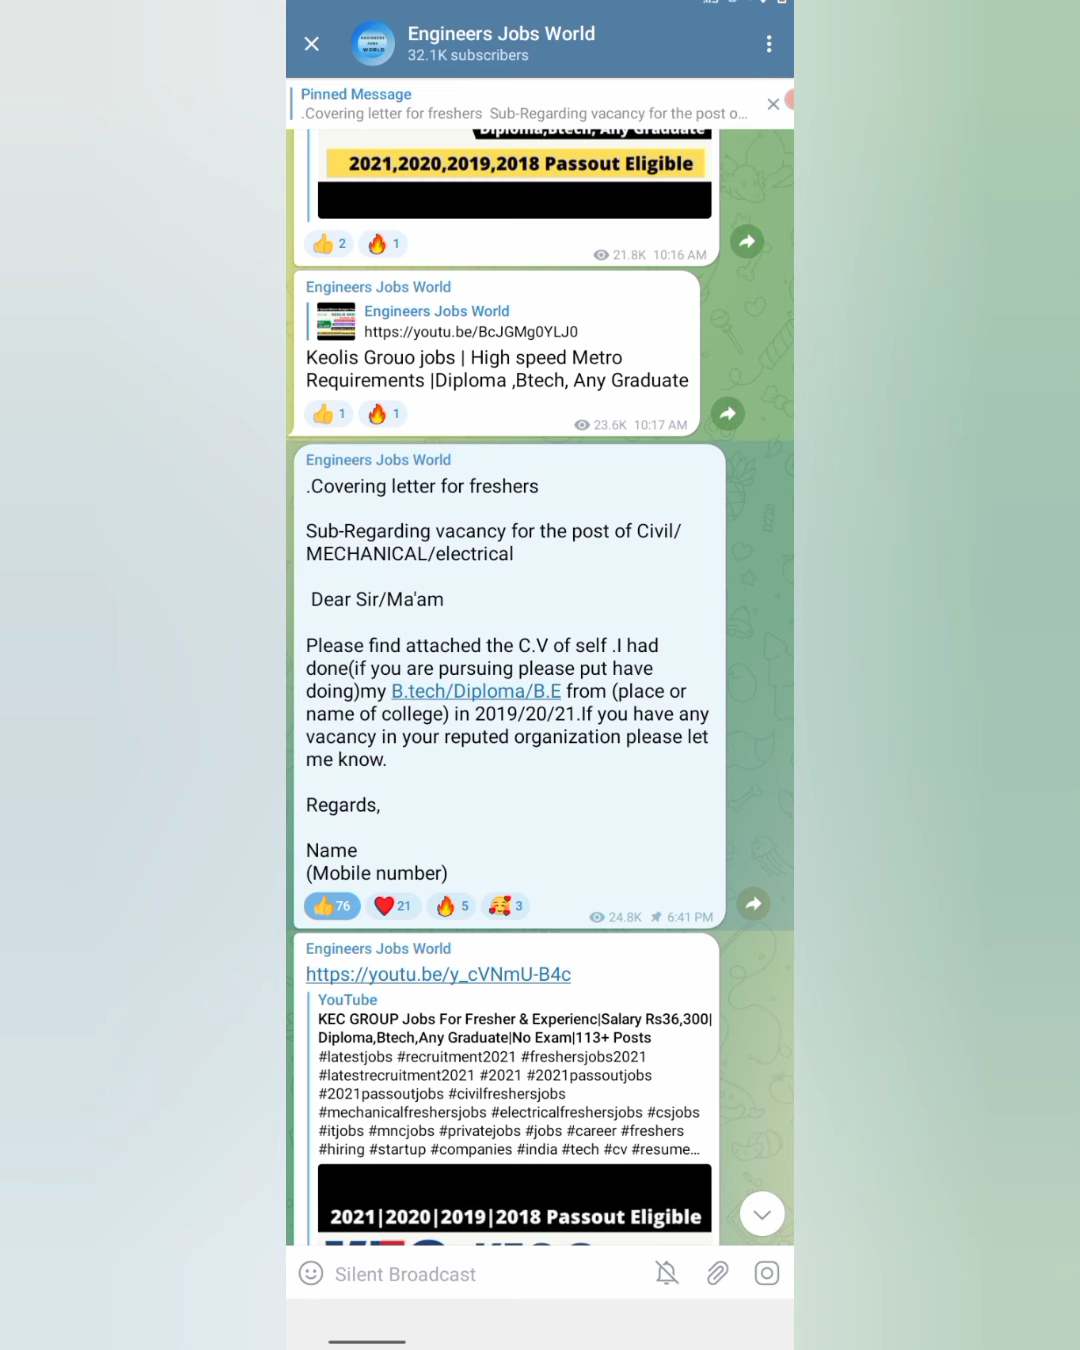 Engineers Jobs World
32.1K subscribers
ENGINEERS
JOBS
WORLD
Pinned Message
.Covering letter for freshers Sub-Regarding vacancy for the post o...
Diploma,Btech, Any Graduate
2021,2020,2019,2018 Passout Eligible
👍 2 🔥 1
21.8K 10:16 AM
Engineers Jobs World
Engineers Jobs World
https://youtu.be/BcJGMg0YLJ0
Keolis Grouo jobs | High speed Metro
Requirements |Diploma ,Btech, Any Graduate
👍 1 🔥 1
23.6K 10:17 AM
Engineers Jobs World
.Covering letter for freshers
Sub-Regarding vacancy for the post of Civil/
MECHANICAL/electrical
Dear Sir/Ma'am
Please find attached the C.V of self .I had
done(if you are pursuing please put have
doing)my B.tech/Diploma/B.E from (place or
name of college) in 2019/20/21.If you have any
vacancy in your reputed organization please let
me know.
Regards,
Name
(Mobile number)
👍 76 ❤️ 21 🔥 5 🥰 3
24.8K 6:41 PM
Engineers Jobs World
https://youtu.be/y_cVNmU-B4c
YouTube
KEC GROUP Jobs For Fresher & Experienc|Salary Rs36,300|
Diploma,Btech,Any Graduate|No Exam|113+ Posts
#latestjobs #recruitment2021 #freshersjobs2021
#latestrecruitment2021 #2021 #2021passoutjobs
#2021passoutjobs #civilfreshersjobs
#mechanicalfreshersjobs #electricalfreshersjobs #csjobs
#itjobs #mncjobs #privatejobs #jobs #career #freshers
#hiring #startup #companies #india #tech #cv #resume...
2021|2020|2019|2018 Passout Eligible
Silent Broadcast